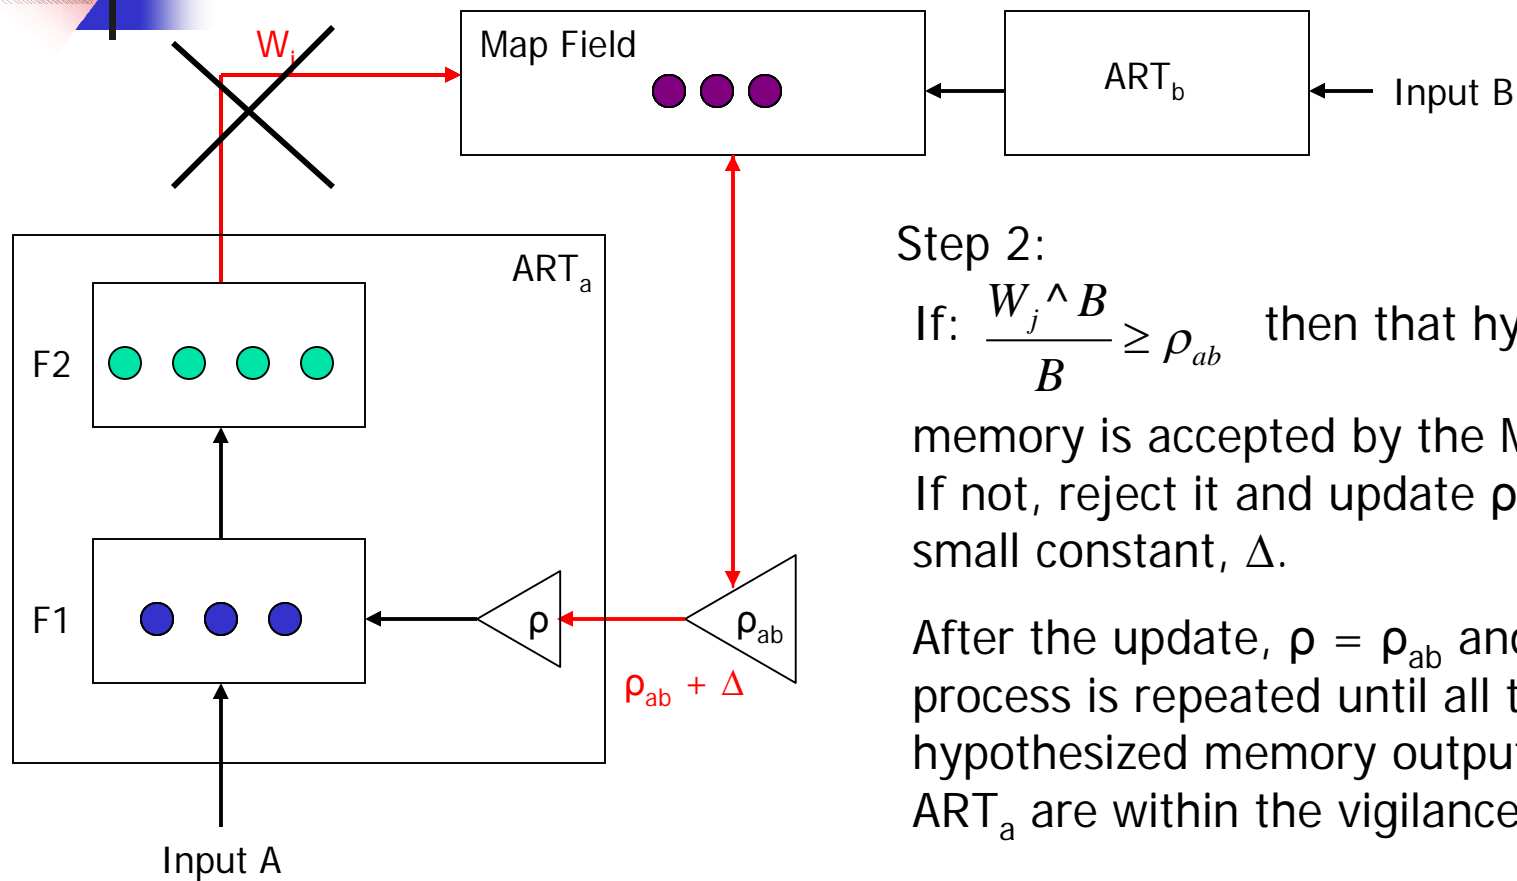 W_j
Map Field
ART_b
Input B
ART_a
F2
F1
ρ
ρ_ab
ρ_ab + Δ
Input A
Step 2:
If: W_j ^ B / B ≥ ρ_ab then that hy
memory is accepted by the M
If not, reject it and update ρ
small constant, Δ.
After the update, ρ = ρ_ab and
process is repeated until all t
hypothesized memory output
ART_a are within the vigilance